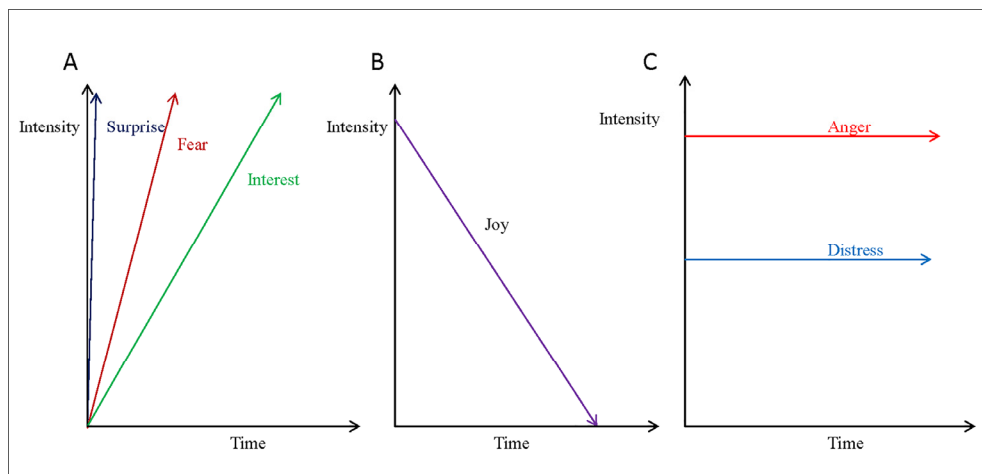 A
Intensity
Surprise
Fear
Interest
Time
B
Intensity
Joy
Time
C
Intensity
Anger
Distress
Time